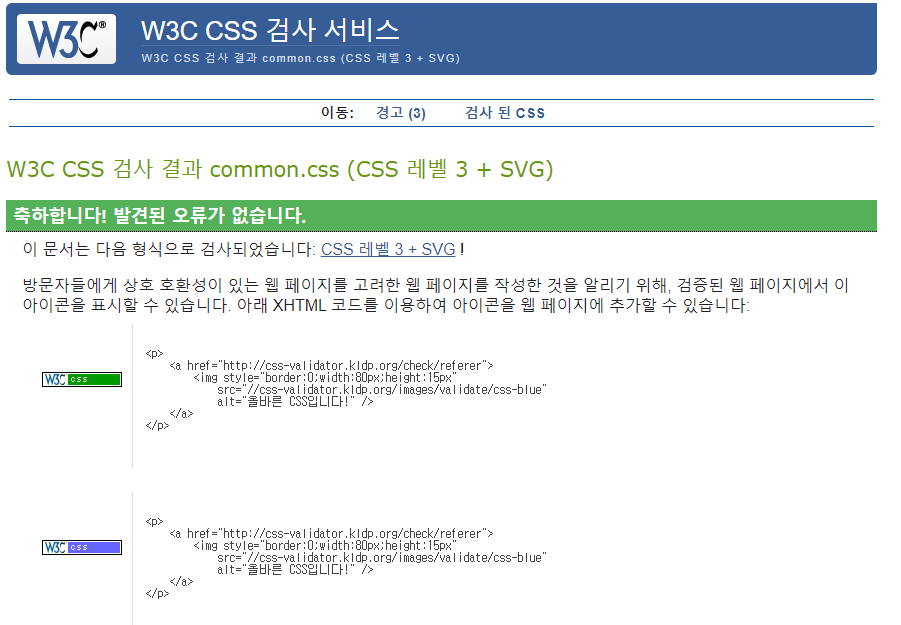 W3C® W3C CSS 검사 서비스
W3C CSS 검사 결과 common.css (CSS 레벨 3 + SVG)
이동: 경고 (3) 검사 된 CSS
W3C CSS 검사 결과 common.css (CSS 레벨 3 + SVG)
축하합니다! 발견된 오류가 없습니다.
이 문서는 다음 형식으로 검사되었습니다: CSS 레벨 3 + SVG !
방문자들에게 상호 호환성이 있는 웹 페이지를 고려한 웹 페이지를 작성한 것을 알리기 위해, 검증된 웹 페이지에서 이
아이콘을 표시할 수 있습니다. 아래 XHTML 코드를 이용하여 아이콘을 웹 페이지에 추가할 수 있습니다:
<p>
<a href="http://css-validator.kldp.org/check/referer">
W3C css
<img style="border:0;width:80px;height:15px"
src="//css-validator.kldp.org/images/validate/css-blue"
alt="올바른 CSS입니다!" />
</a>
</p>
<p>
<a href="http://css-validator.kldp.org/check/referer">
W3C css
<img style="border:0;width:80px;height:15px"
src="//css-validator.kldp.org/images/validate/css-blue"
alt="올바른 CSS입니다!" />
</a>
</p>